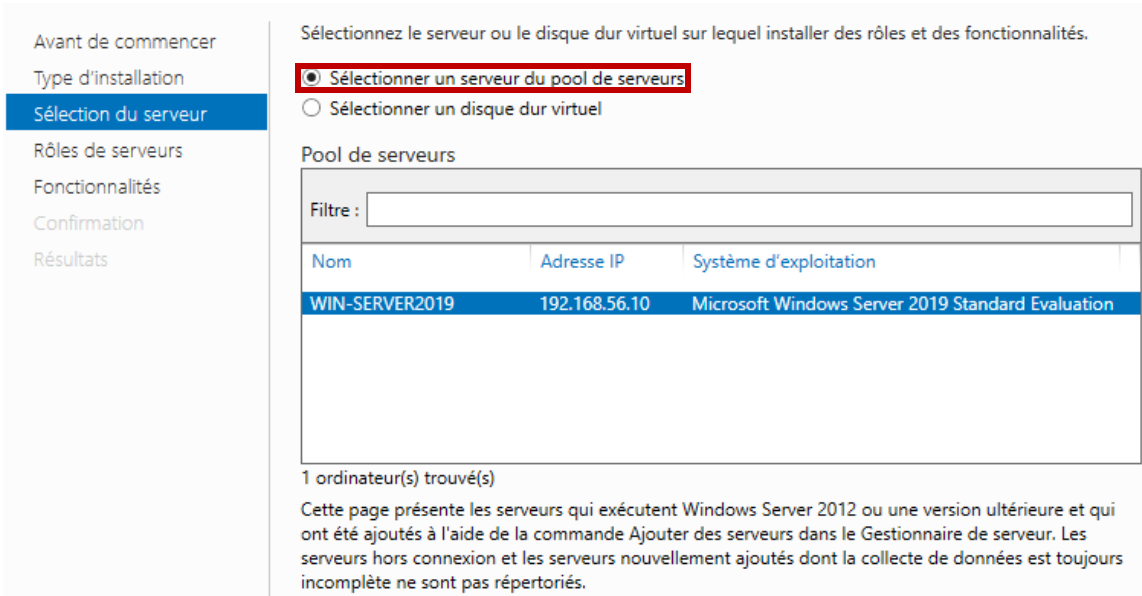 Avant de commencer
Type d'installation
Sélection du serveur
Rôles de serveurs
Fonctionnalités
Confirmation
Résultats
Sélectionnez le serveur ou le disque dur virtuel sur lequel installer des rôles et des fonctionnalités.
Sélectionner un serveur du pool de serveurs
Sélectionner un disque dur virtuel
Pool de serveurs
Filtre :
Nom Adresse IP Système d'exploitation
WIN-SERVER2019 192.168.56.10 Microsoft Windows Server 2019 Standard Evaluation
1 ordinateur(s) trouvé(s)
Cette page présente les serveurs qui exécutent Windows Server 2012 ou une version ultérieure et qui
ont été ajoutés à l'aide de la commande Ajouter des serveurs dans le Gestionnaire de serveur. Les
serveurs hors connexion et les serveurs nouvellement ajoutés dont la collecte de données est toujours
incomplète ne sont pas répertoriés.